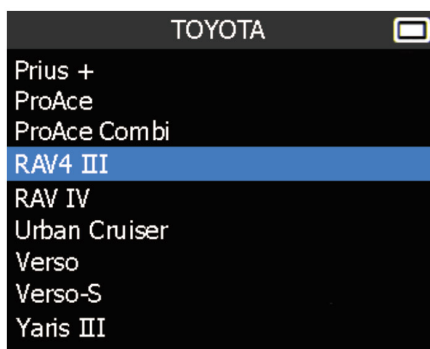 TOYOTA
Prius +
ProAce
ProAce Combi
RAV4 III
RAV IV
Urban Cruiser
Verso
Verso-S
Yaris III